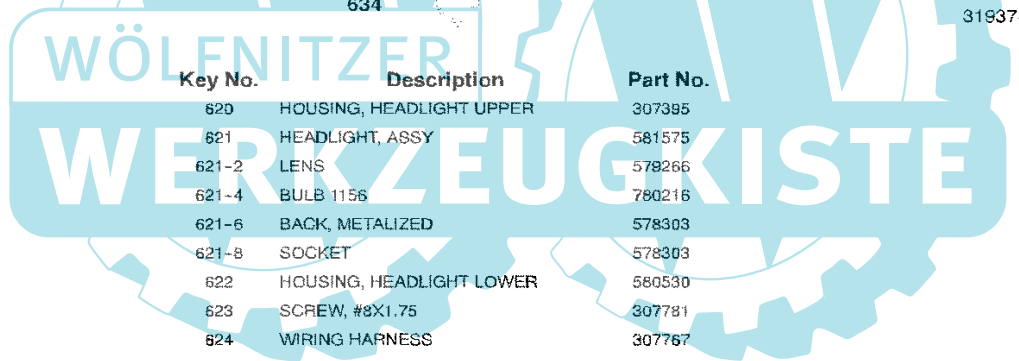 634
31937
WÖLFNITZER
Key No. Description Part No.
620 HOUSING, HEADLIGHT UPPER 307395
621 HEADLIGHT, ASSY 581575
WERKZEUGKISTE
621-2 LENS 579266
621-4 BULB 1156 780216
621-6 BACK, METALIZED 578303
621-8 SOCKET 578303
622 HOUSING, HEADLIGHT LOWER 580530
623 SCREW, #8X1.75 307781
624 WIRING HARNESS 307767